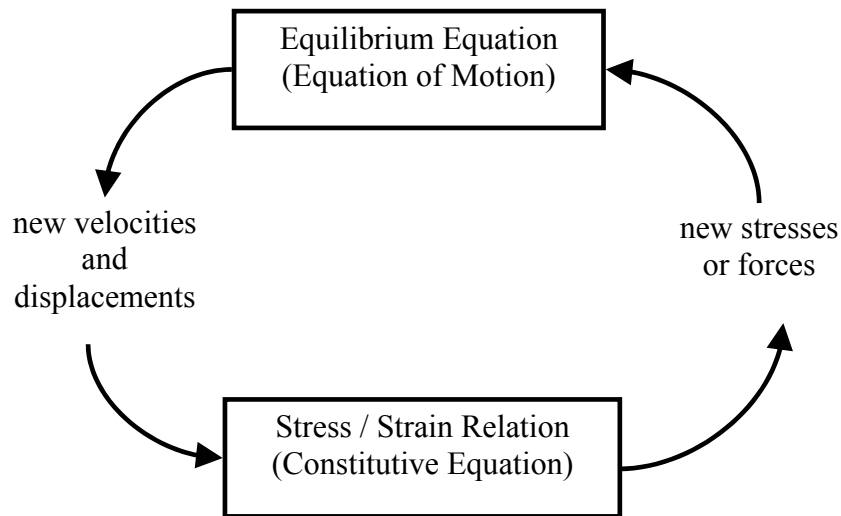 Equilibrium Equation
(Equation of Motion)
new velocities
and
displacements
new stresses
or forces
Stress / Strain Relation
(Constitutive Equation)